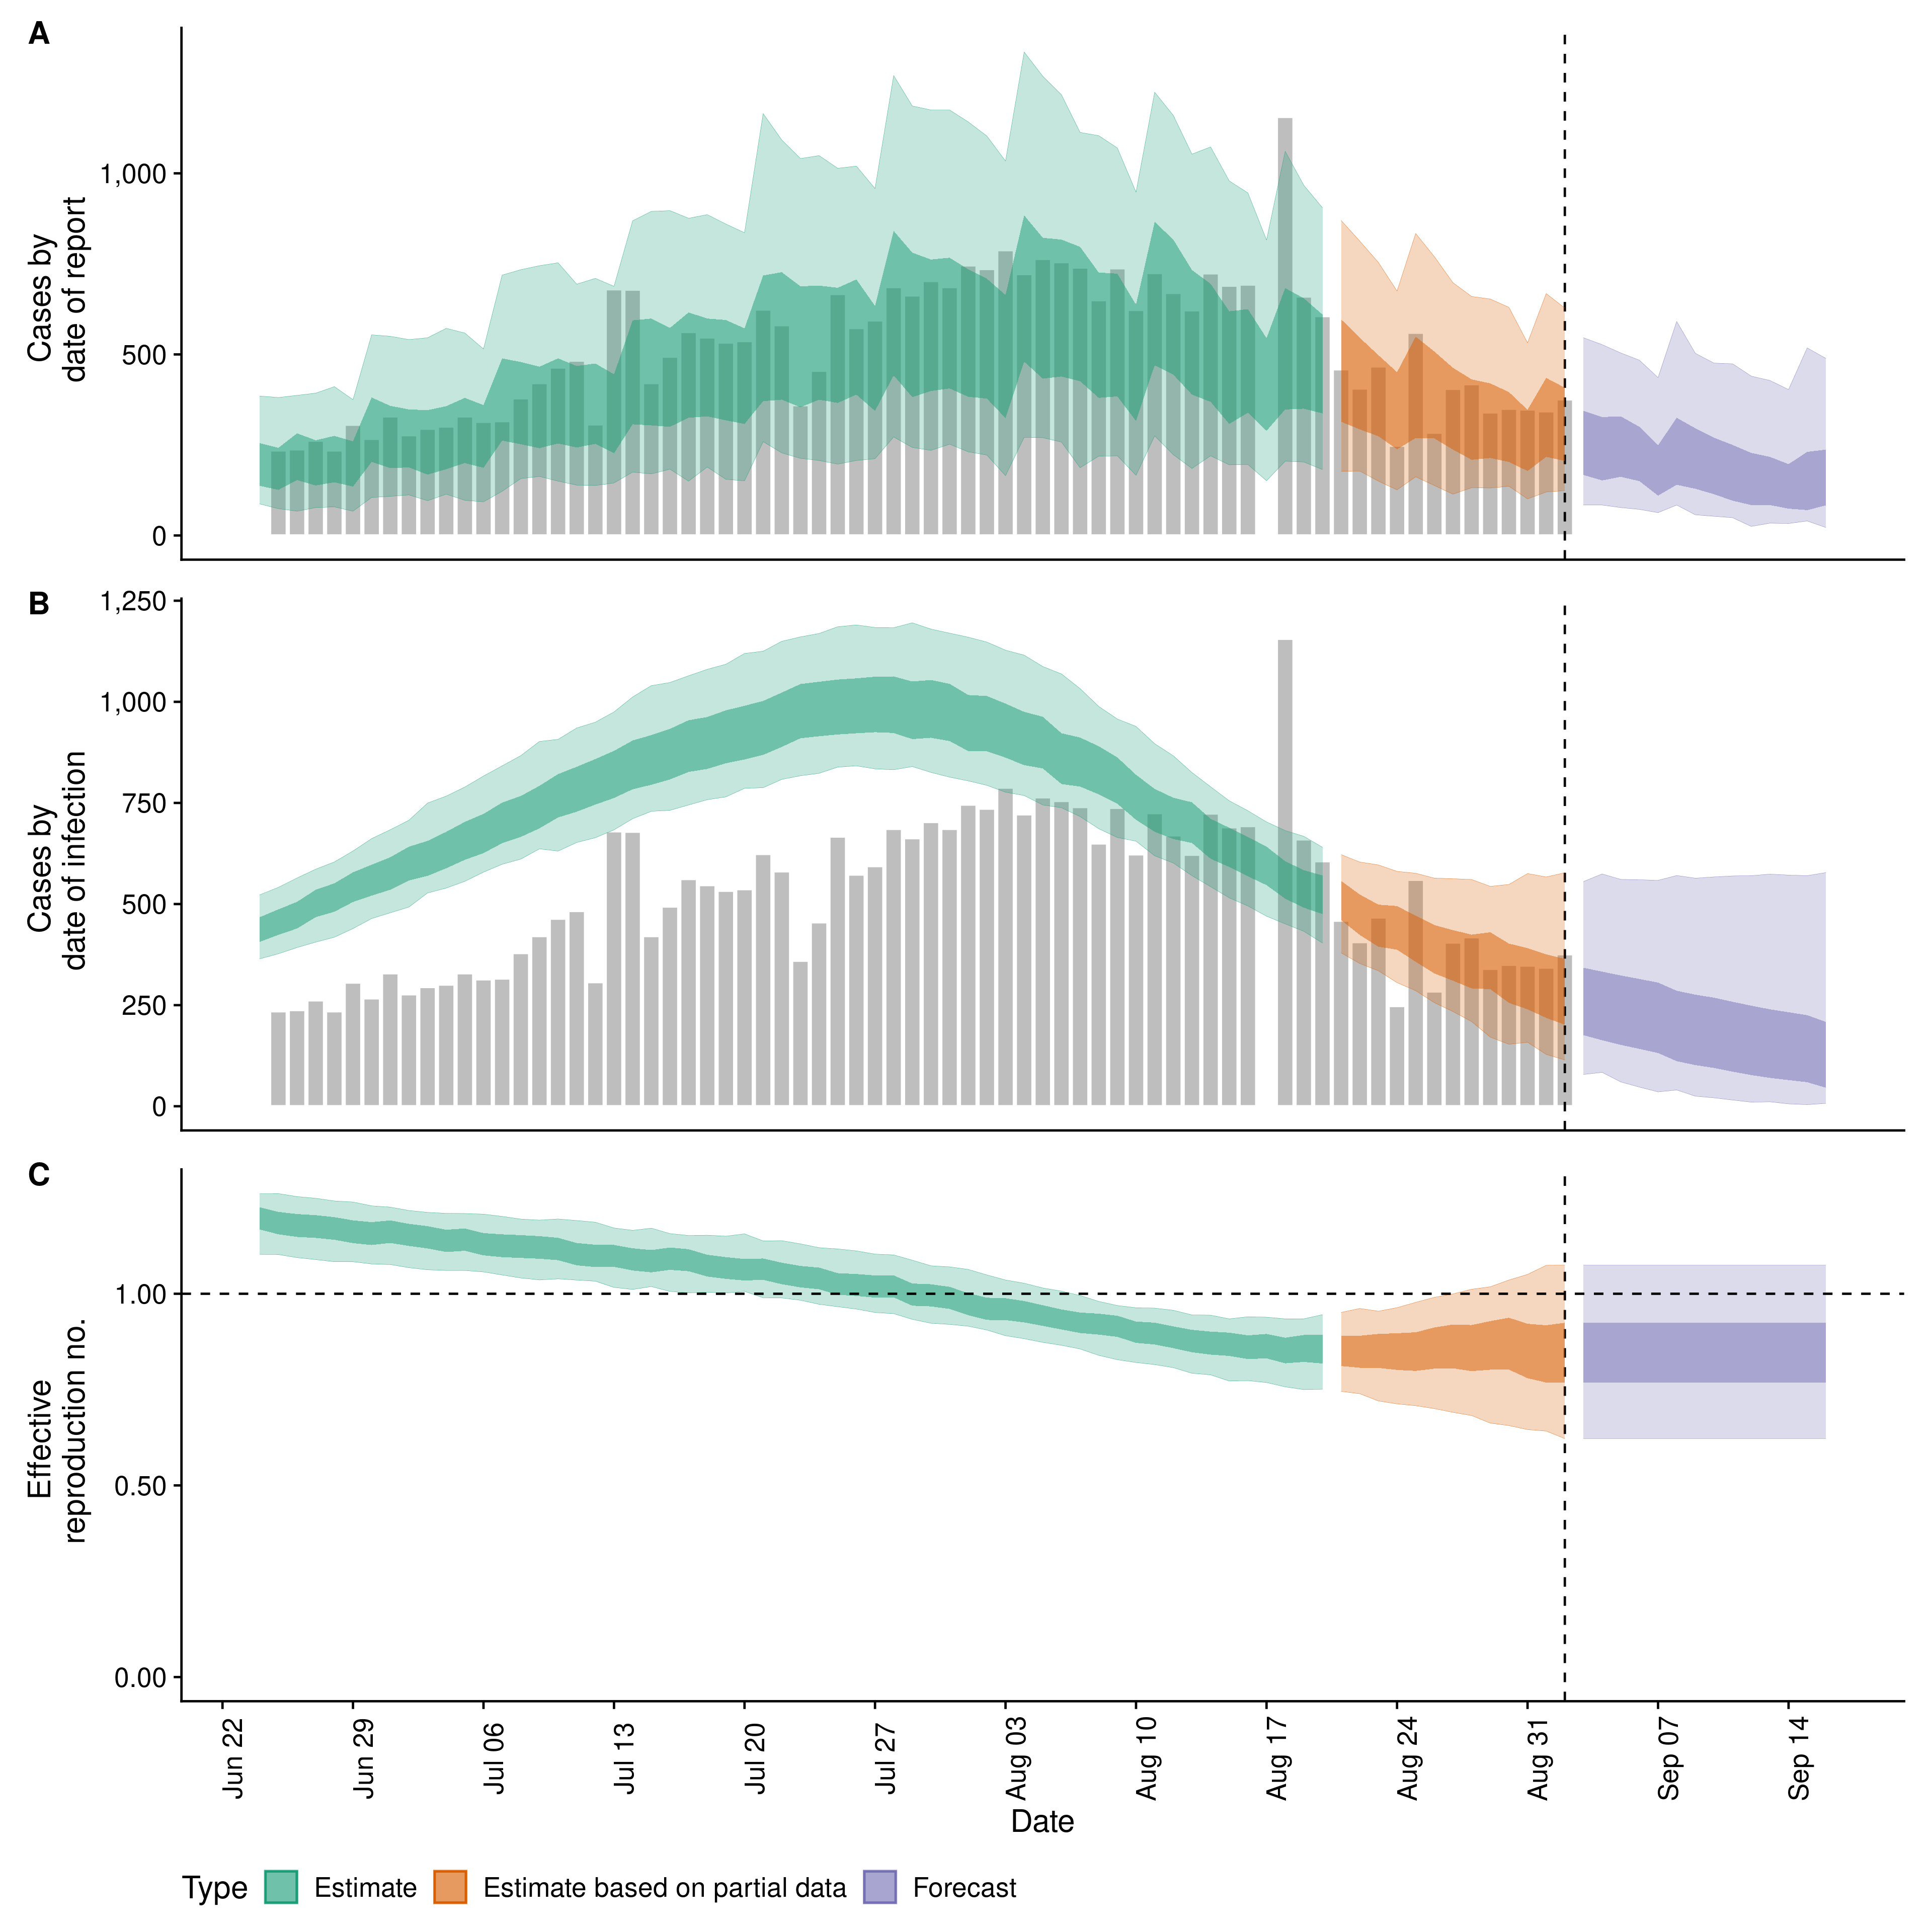 A
Cases by
date of report
1,000
500
0
B
Cases by
date of infection
1,250
1,000
750
500
250
0
C
Effective
reproduction no.
1.00
0.50
0.00
Jun 22
Jun 29
Jul 06
Jul 13
Jul 20
Jul 27
Aug 03
Aug 10
Aug 17
Aug 24
Aug 31
Sep 07
Sep 14
Date
Type Estimate Estimate based on partial data Forecast